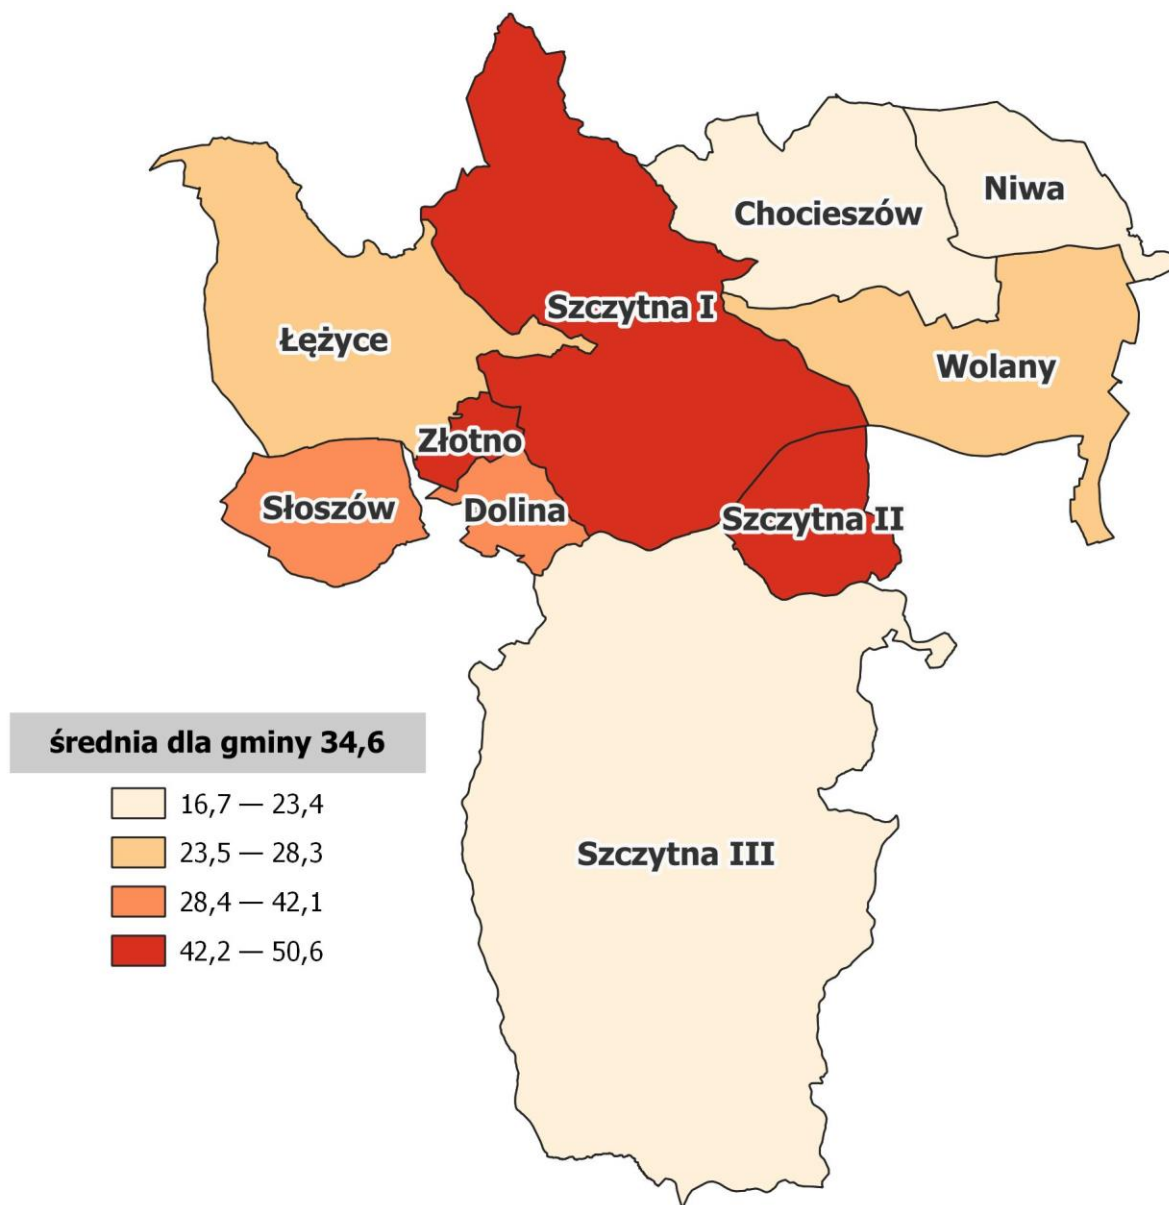 Niwa
Chocieszów
Szczytna I
Łężyce
Wolany
Złotno
Słoszów
Dolina
Szczytna II
średnia dla gminy 34,6
16,7 — 23,4
23,5 — 28,3
28,4 — 42,1
42,2 — 50,6
Szczytna III